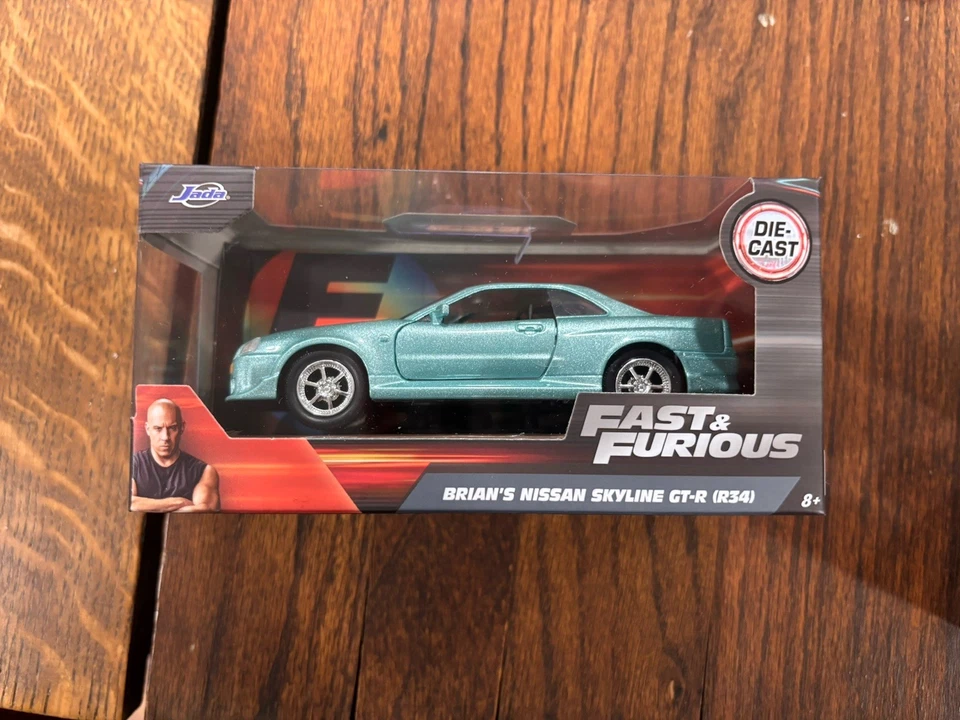 Jada
DIE-
CAST
F
FAST &
FURIOUS
BRIAN'S NISSAN SKYLINE GT-R (R34)
8+